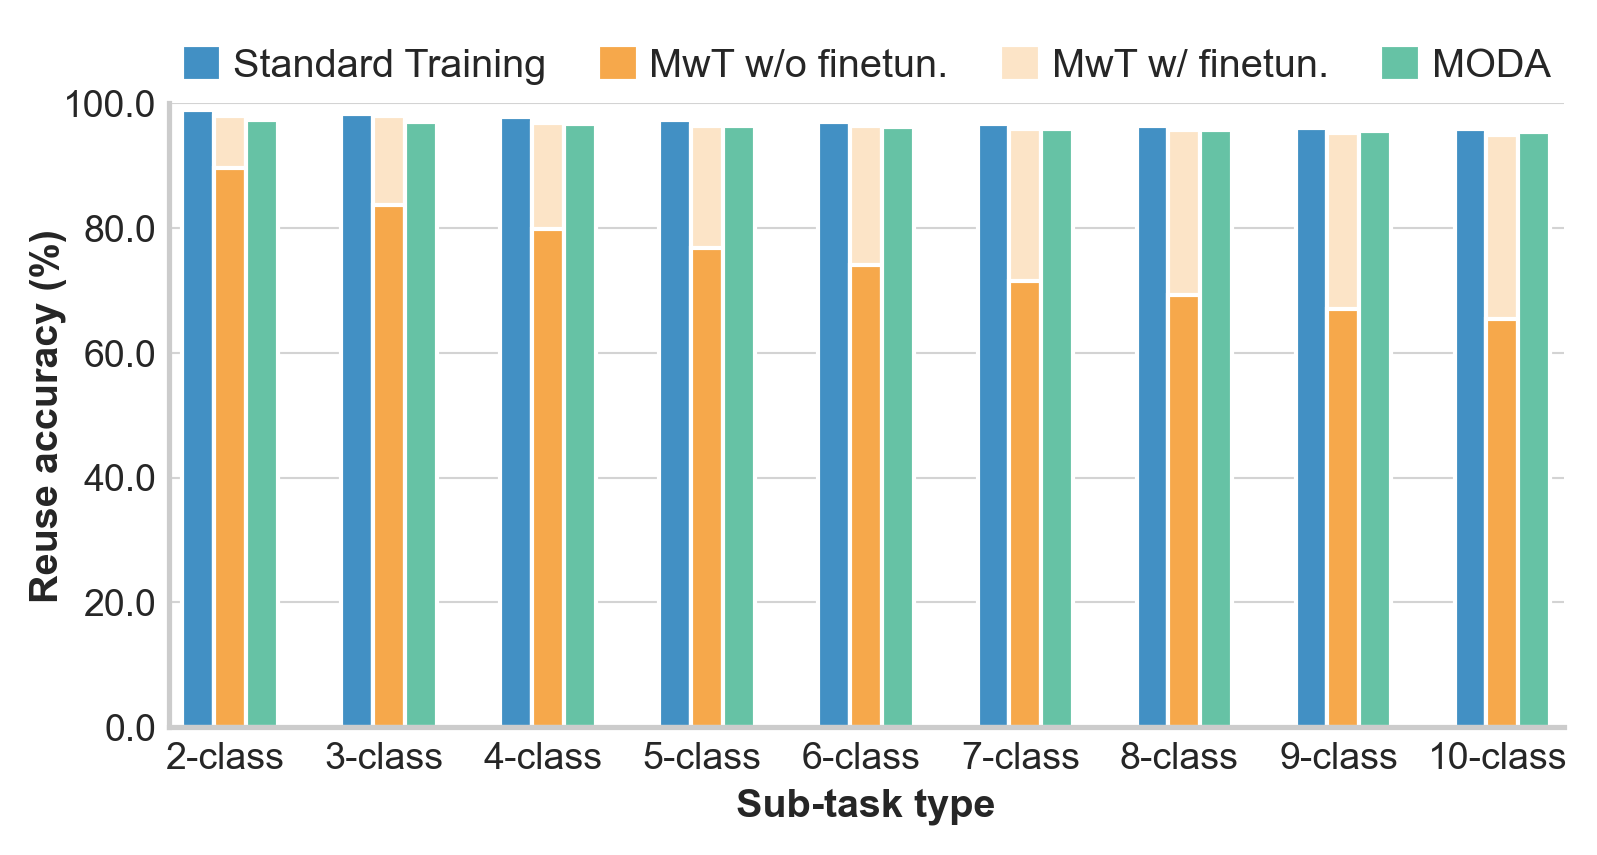 Standard Training MwT w/o finetun. MwT w/ finetun. MODA
Reuse accuracy (%)
100.0
80.0
60.0
40.0
20.0
0.0
2-class 3-class 4-class 5-class 6-class 7-class 8-class 9-class 10-class
Sub-task type